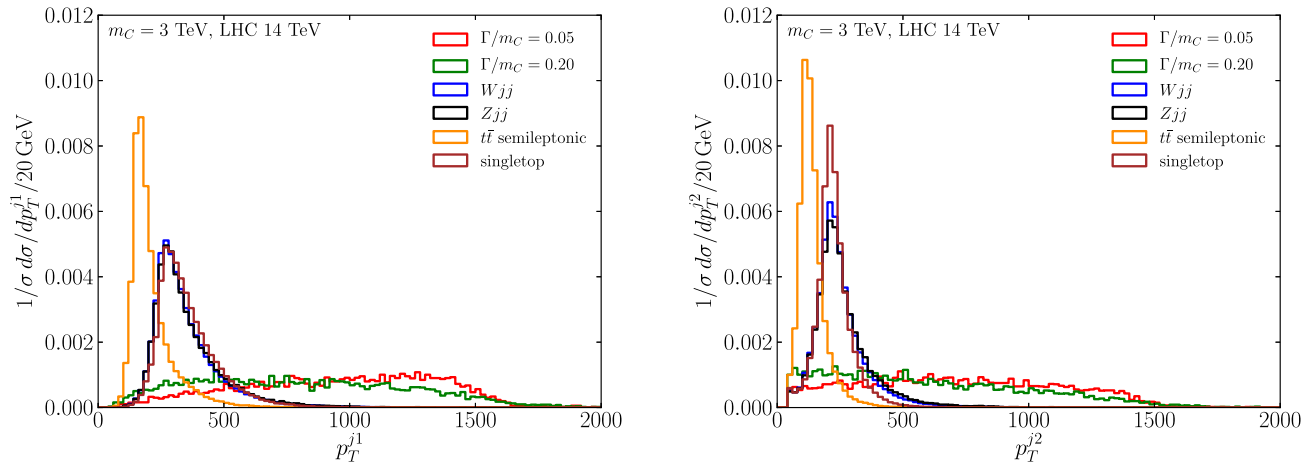 m_C = 3 TeV, LHC 14 TeV
Γ/m_C = 0.05
Γ/m_C = 0.20
Wjj
Zjj
tt̄ semileptonic
singletop
1/σ dσ/dp_T^{j1}/20 GeV
0.012
0.010
0.008
0.006
0.004
0.002
0.000
0 500 1000 1500 2000
p_T^{j1}
m_C = 3 TeV, LHC 14 TeV
Γ/m_C = 0.05
Γ/m_C = 0.20
Wjj
Zjj
tt̄ semileptonic
singletop
1/σ dσ/dp_T^{j2}/20 GeV
0.012
0.010
0.008
0.006
0.004
0.002
0.000
0 500 1000 1500 2000
p_T^{j2}